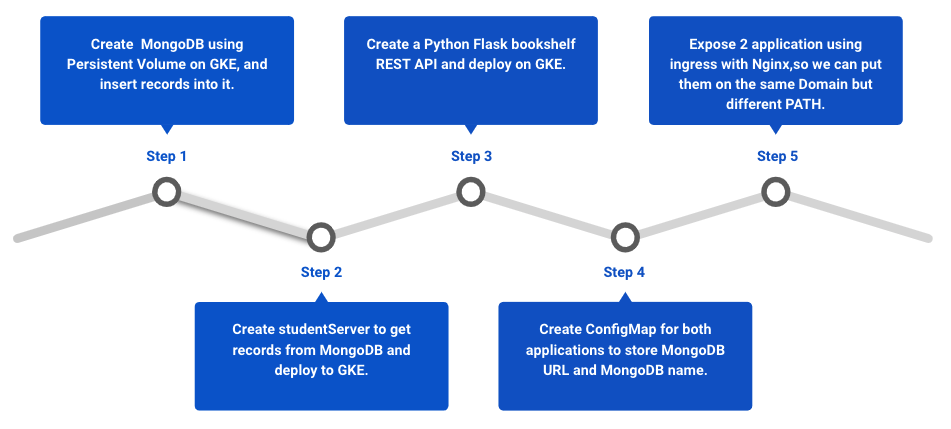 Create  MongoDB using
Persistent Volume on GKE, and
insert records into it.
Step 1
Create studentServer to get
records from MongoDB and
deploy to GKE.
Step 2
Create a Python Flask bookshelf
REST API and deploy on GKE.
Step 3
Create ConfigMap for both
applications to store MongoDB
URL and MongoDB name.
Step 4
Expose 2 application using
ingress with Nginx,so we can put
them on the same Domain but
different PATH.
Step 5